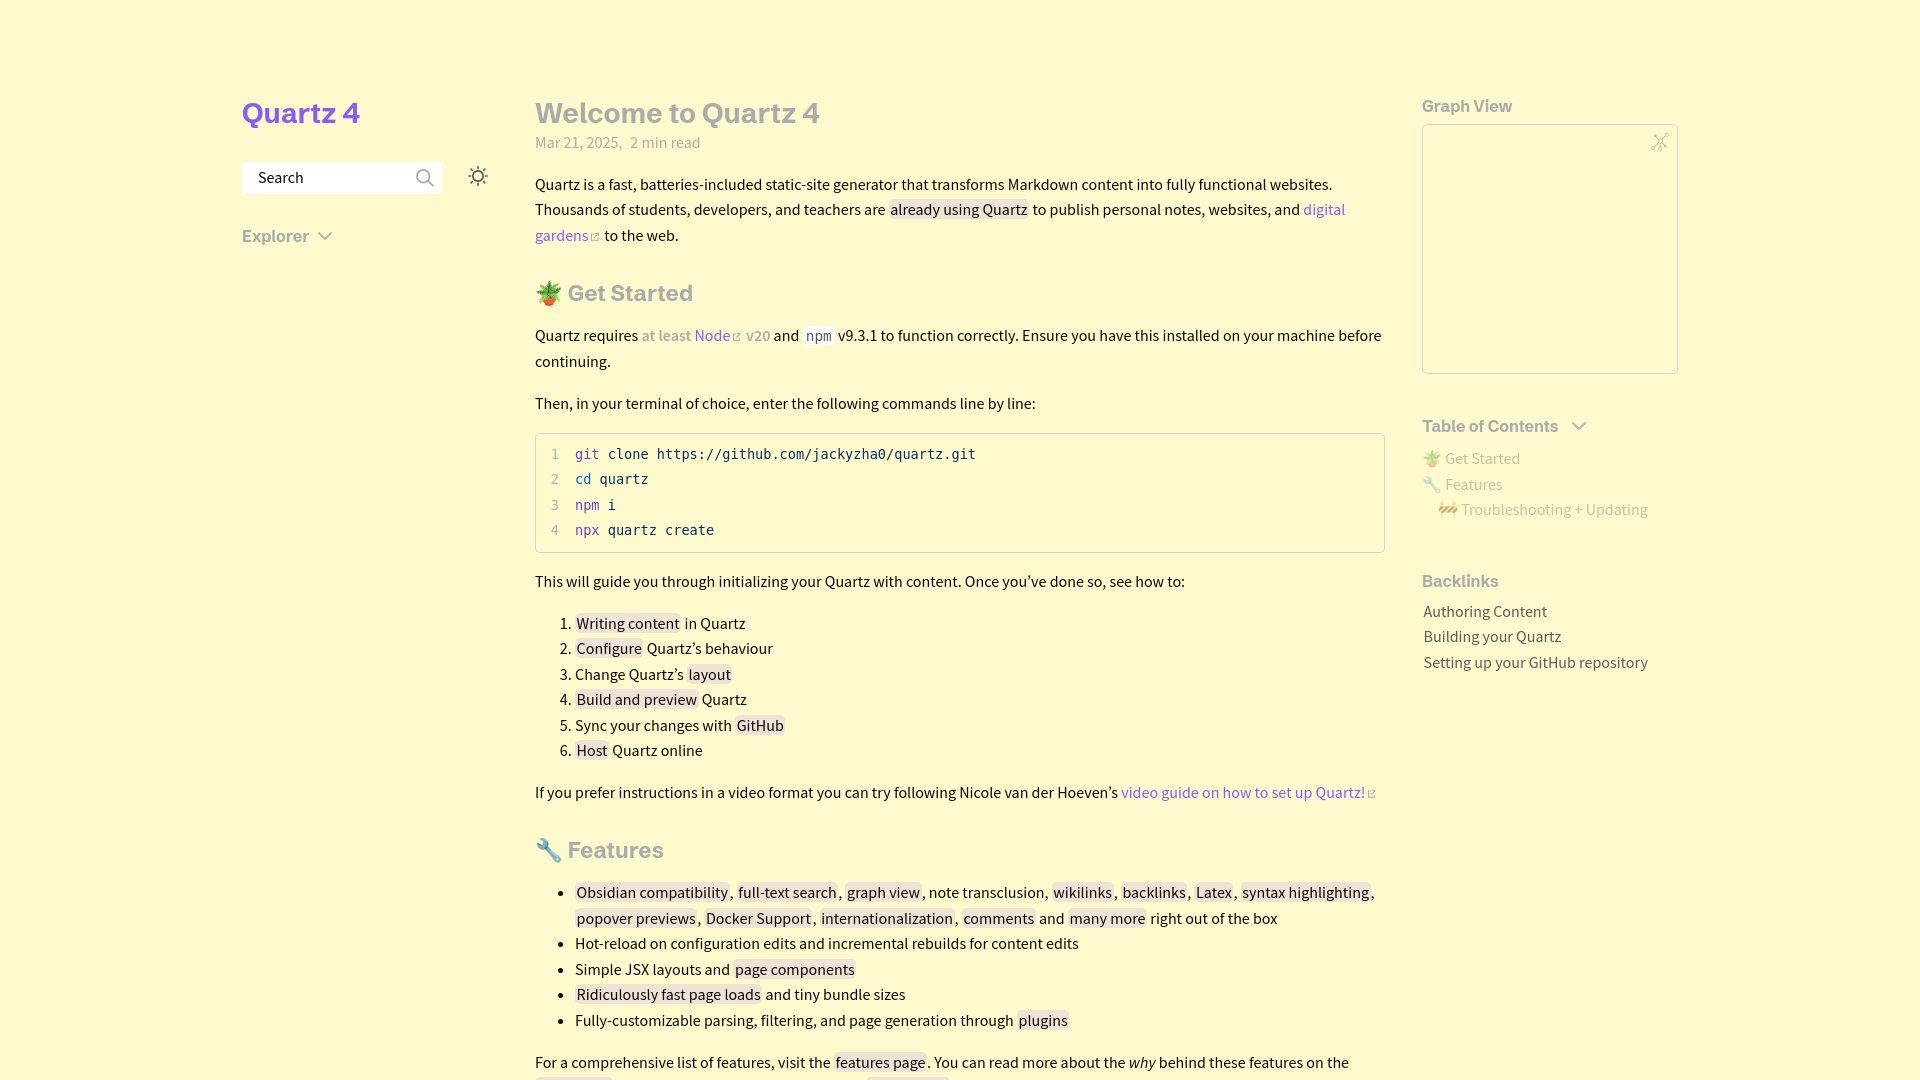 Quartz 4
Search
Explorer
Welcome to Quartz 4
Mar 21, 2025, 2 min read
Quartz is a fast, batteries-included static-site generator that transforms Markdown content into fully functional websites.
Thousands of students, developers, and teachers are already using Quartz to publish personal notes, websites, and digital
gardens to the web.
🪴 Get Started
Quartz requires at least Node v20 and npm v9.3.1 to function correctly. Ensure you have this installed on your machine before
continuing.
Then, in your terminal of choice, enter the following commands line by line:
1 git clone https://github.com/jackyzha0/quartz.git
2 cd quartz
3 npm i
4 npx quartz create
This will guide you through initializing your Quartz with content. Once you’ve done so, see how to:
1. Writing content in Quartz
2. Configure Quartz’s behaviour
3. Change Quartz’s layout
4. Build and preview Quartz
5. Sync your changes with GitHub
6. Host Quartz online
If you prefer instructions in a video format you can try following Nicole van der Hoeven’s video guide on how to set up Quartz!
🔧 Features
• Obsidian compatibility, full-text search, graph view, note transclusion, wikilinks, backlinks, Latex, syntax highlighting,
popover previews, Docker Support, internationalization, comments and many more right out of the box
• Hot-reload on configuration edits and incremental rebuilds for content edits
• Simple JSX layouts and page components
• Ridiculously fast page loads and tiny bundle sizes
• Fully-customizable parsing, filtering, and page generation through plugins
For a comprehensive list of features, visit the features page. You can read more about the why behind these features on the
Graph View
Table of Contents
🪴 Get Started
🔧 Features
🚧 Troubleshooting + Updating
Backlinks
Authoring Content
Building your Quartz
Setting up your GitHub repository